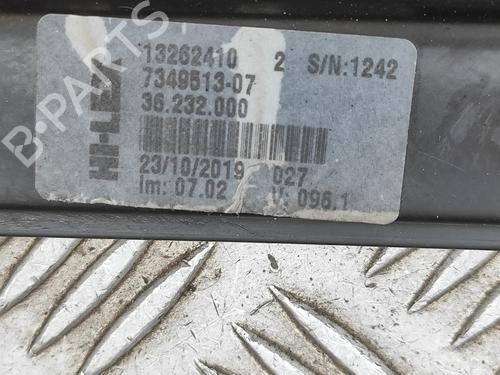 HI-LEX
13262410 2 S/N:1242
7349513-07
36.232.000
23/10/2019 027
Im: 07.02 V: 096.1